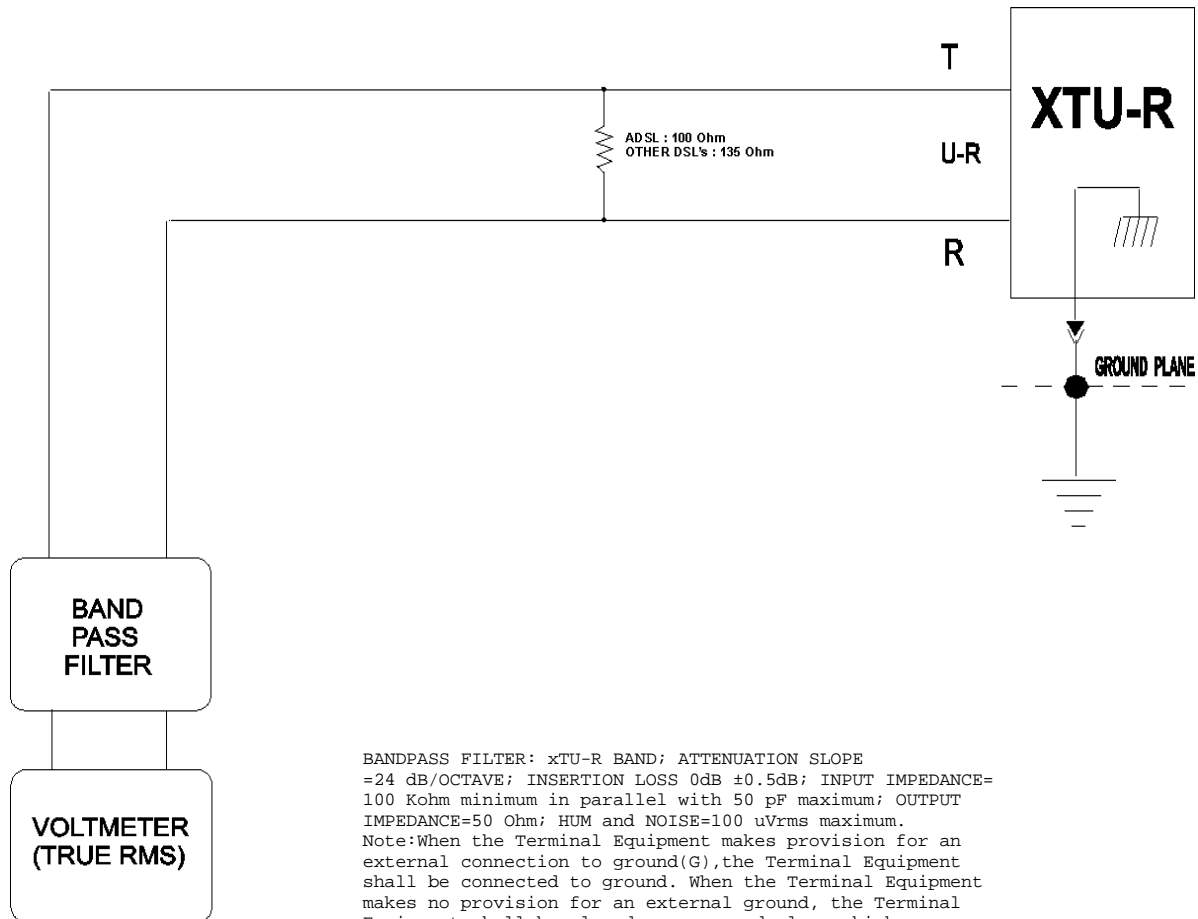 T
XTU-R
ADSL : 100 Ohm
OTHER DSL's : 135 Ohm
U-R
R
GROUND PLANE
BAND
PASS
FILTER
VOLTMETER
(TRUE RMS)
BANDPASS FILTER: xTU-R BAND; ATTENUATION SLOPE
=24 dB/OCTAVE; INSERTION LOSS 0dB ±0.5dB; INPUT IMPEDANCE=
100 Kohm minimum in parallel with 50 pF maximum; OUTPUT
IMPEDANCE=50 Ohm; HUM and NOISE=100 uVrms maximum.
Note:When the Terminal Equipment makes provision for an
external connection to ground(G),the Terminal Equipment
shall be connected to ground. When the Terminal Equipment
makes no provision for an external ground, the Terminal